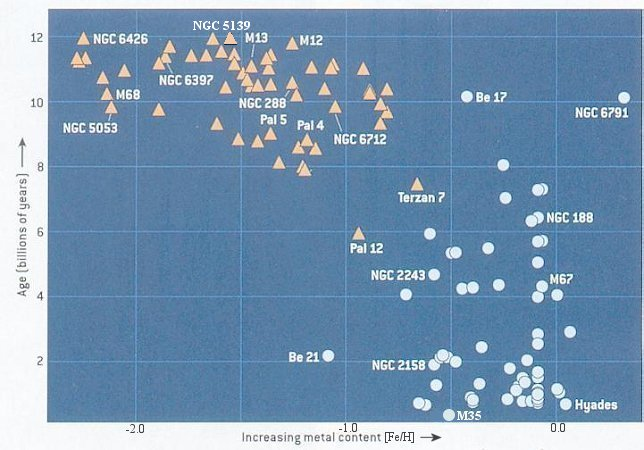 NGC 5139
12
NGC 6426
M13
M12
NGC 6397
M68
NGC 288
Be 17
10
NGC 5053
Pal 5
Pal 4
NGC 6791
NGC 6712
8
Terzan 7
NGC 188
6
Pal 12
NGC 2243
M67
4
Be 21
NGC 2158
2
Hyades
M35
Age (billions of years)
-2.0
-1.0
0.0
Increasing metal content [Fe/H]